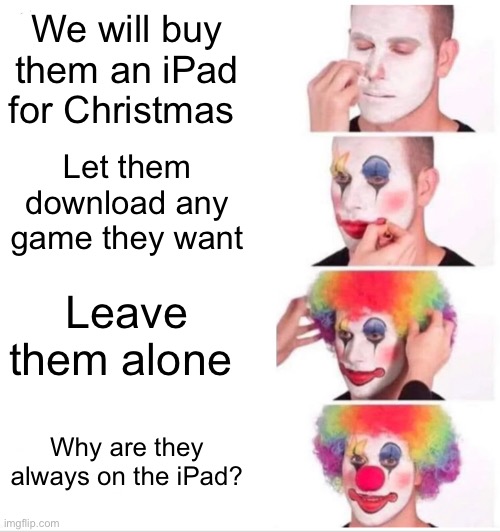 We will buy
them an iPad
for Christmas
Let them
download any
game they want
Leave
them alone
Why are they
always on the iPad?
imgflip.com